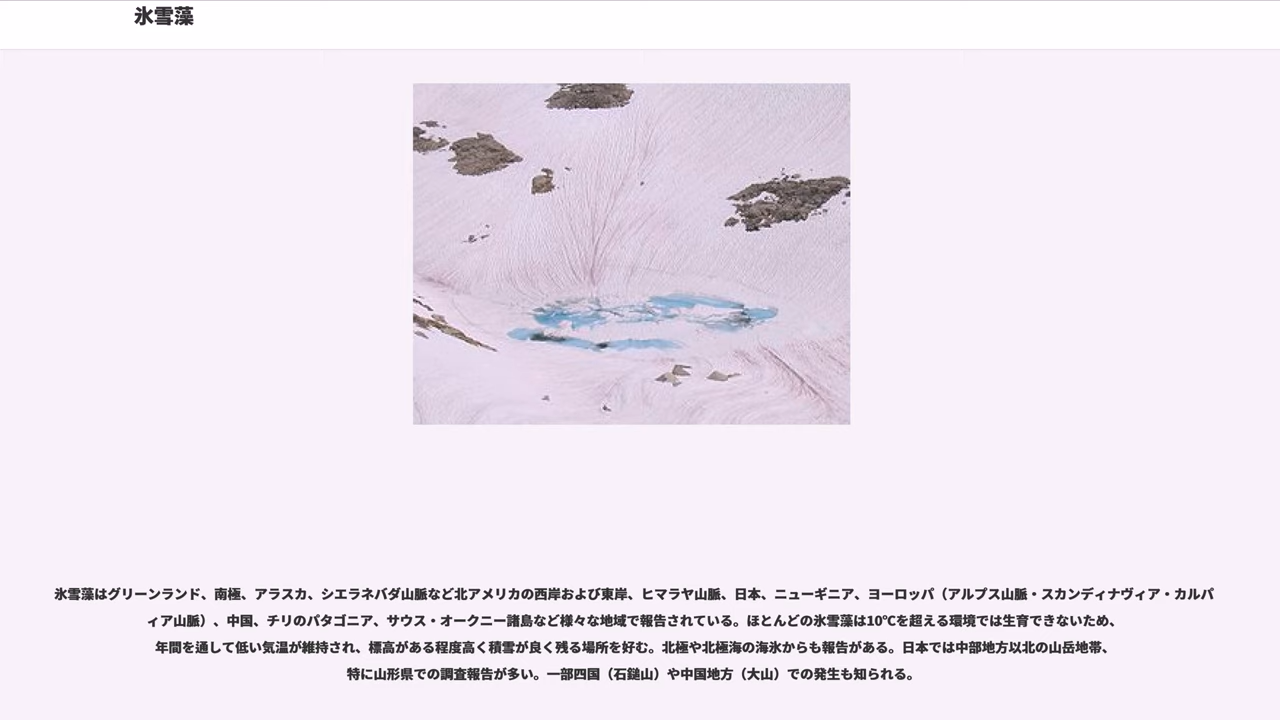 氷雪藻
氷雪藻はグリーンランド、南極、アラスカ、シエラネバダ山脈など北アメリカの西岸および東岸、ヒマラヤ山脈、日本、ニューギニア、ヨーロッパ（アルプス山脈・スカンディナヴィア・カルパ
ィア山脈）、中国、チリのパタゴニア、サウス・オークニー諸島など様々な地域で報告されている。ほとんどの氷雪藻は10℃を超える環境では生育できないため、
年間を通して低い気温が維持され、標高がある程度高く積雪が良く残る場所を好む。北極や北極海の海氷からも報告がある。日本では中部地方以北の山岳地帯、
特に山形県での調査報告が多い。一部四国（石鎚山）や中国地方（大山）での発生も知られる。